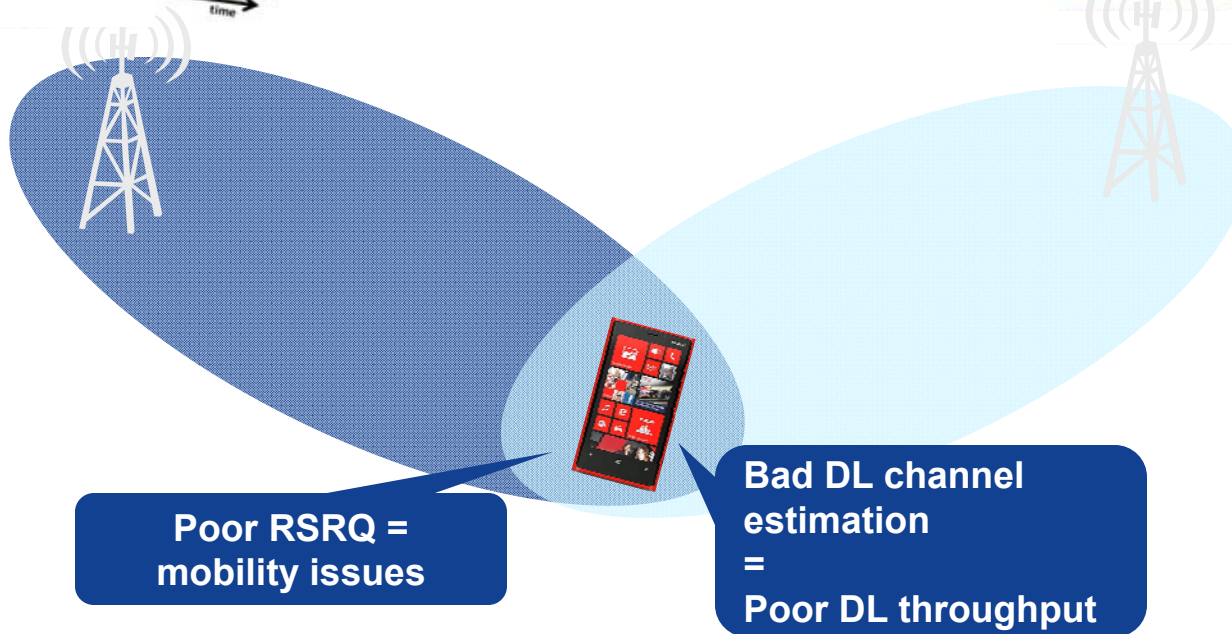 time
Poor RSRQ =
mobility issues
Bad DL channel
estimation
=
Poor DL throughput